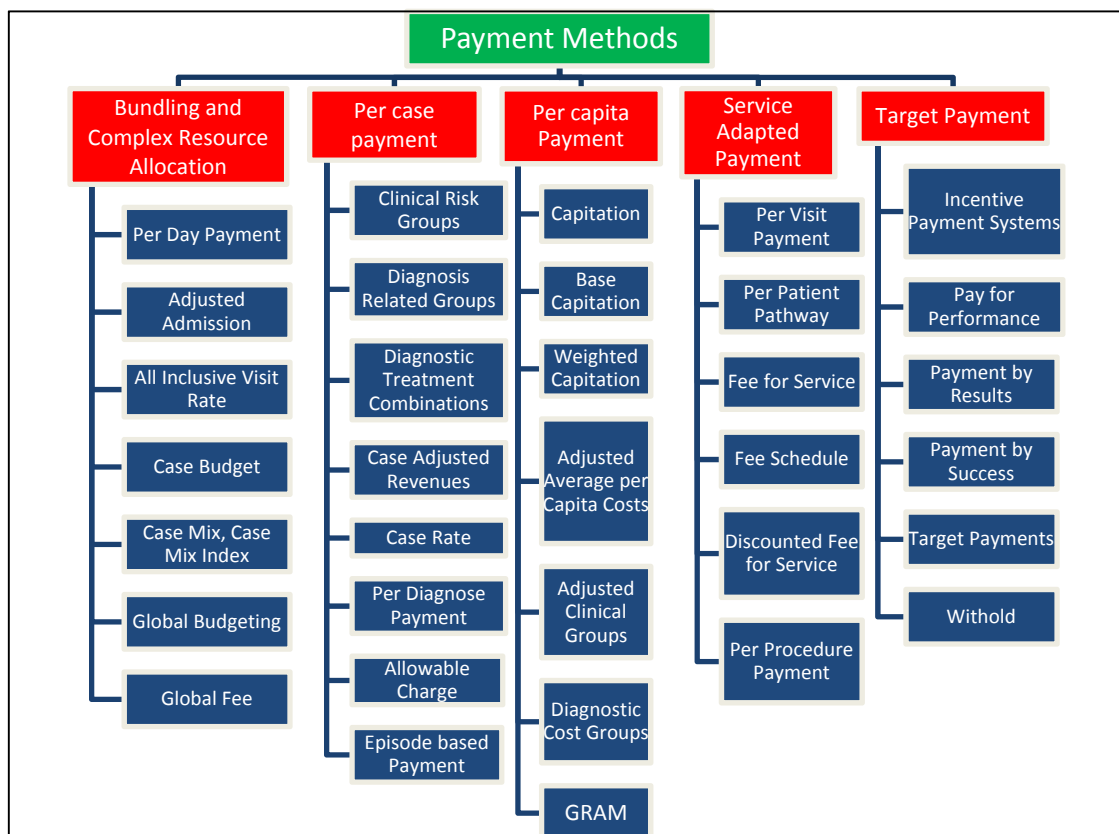 Payment Methods
Bundling and
Complex Resource
Allocation
Per Day Payment
Adjusted
Admission
All Inclusive Visit
Rate
Case Budget
Case Mix, Case
Mix Index
Global Budgeting
Global Fee
Per case
payment
Clinical Risk
Groups
Diagnosis
Related Groups
Diagnostic
Treatment
Combinations
Case Adjusted
Revenues
Case Rate
Per Diagnose
Payment
Allowable
Charge
Episode based
Payment
Per capita
Payment
Capitation
Base
Capitation
Weighted
Capitation
Adjusted
Average per
Capita Costs
Adjusted
Clinical
Groups
Diagnostic
Cost Groups
GRAM
Service
Adapted
Payment
Per Visit
Payment
Per Patient
Pathway
Fee for Service
Fee Schedule
Discounted Fee
for Service
Per Procedure
Payment
Target Payment
Incentive
Payment Systems
Pay for
Performance
Payment by
Results
Payment by
Success
Target Payments
Withold